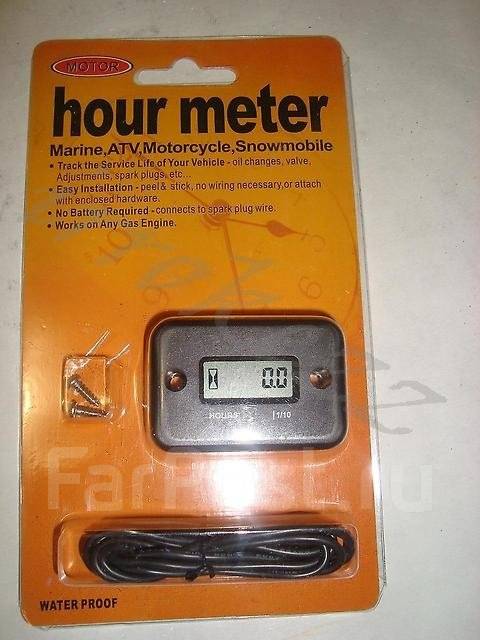 MOTOR
hour meter
Marine,ATV,Motorcycle,Snowmobile
• Track the Service Life of Your Vehicle - oil changes, valve,
Adjustments, spark plugs, etc...
• Easy Installation - peel & stick, no wiring necessary,or attach
with enclosed hardware.
• No Battery Required - connects to spark plug wire.
• Works on Any Gas Engine.
0.0
HOURS 1/10
FarPost.ru
WATER PROOF